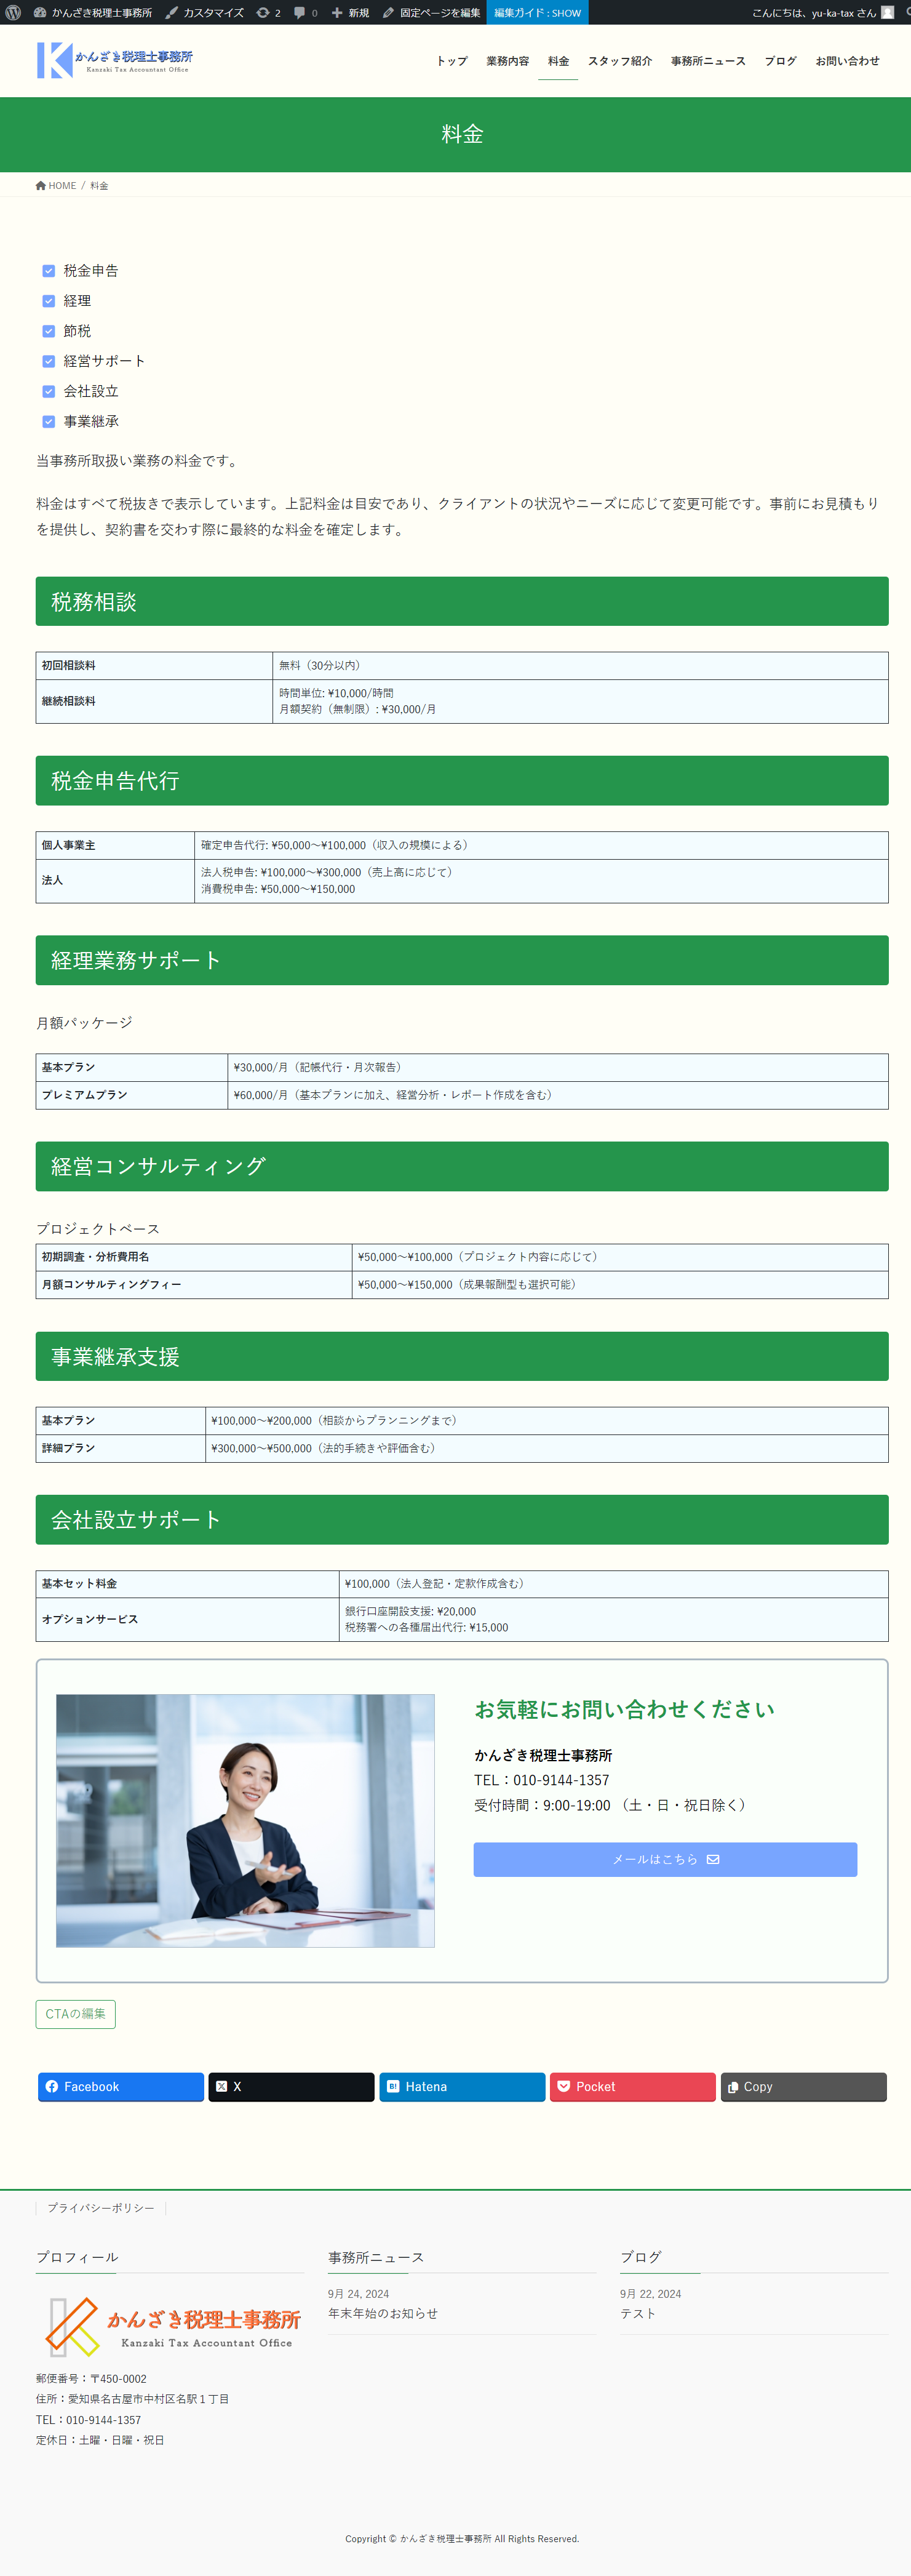 かんざき税理士事務所 カスタマイズ 2 0 新規 固定ページを編集 編集ガイド : SHOW こんにちは、yu-ka-tax さん
かんざき税理士事務所
Kanzaki Tax Accountant Office
トップ 業務内容 料金 スタッフ紹介 事務所ニュース ブログ お問い合わせ
料金
HOME / 料金
税金申告
経理
節税
経営サポート
会社設立
事業継承
当事務所取扱い業務の料金です。
料金はすべて税抜きで表示しています。上記料金は目安であり、クライアントの状況やニーズに応じて変更可能です。事前にお見積もり
を提供し、契約書を交わす際に最終的な料金を確定します。
税務相談
初回相談料 無料（30分以内）
継続相談料 時間単位: ¥10,000/時間
月額契約（無制限）: ¥30,000/月
税金申告代行
個人事業主 確定申告代行: ¥50,000〜¥100,000（収入の規模による）
法人 法人税申告: ¥100,000〜¥300,000（売上高に応じて）
消費税申告: ¥50,000〜¥150,000
経理業務サポート
月額パッケージ
基本プラン ¥30,000/月（記帳代行・月次報告）
プレミアムプラン ¥60,000/月（基本プランに加え、経営分析・レポート作成を含む）
経営コンサルティング
プロジェクトベース
初期調査・分析費用名 ¥50,000〜¥100,000（プロジェクト内容に応じて）
月額コンサルティングフィー ¥50,000〜¥150,000（成果報酬型も選択可能）
事業継承支援
基本プラン ¥100,000〜¥200,000（相談からプランニングまで）
詳細プラン ¥300,000〜¥500,000（法的手続きや評価含む）
会社設立サポート
基本セット料金 ¥100,000（法人登記・定款作成含む）
オプションサービス 銀行口座開設支援: ¥20,000
税務署への各種届出代行: ¥15,000
お気軽にお問い合わせください
かんざき税理士事務所
TEL：010-9144-1357
受付時間：9:00-19:00 （土・日・祝日除く）
メールはこちら
CTAの編集
Facebook X B! Hatena Pocket Copy
プライバシーポリシー
プロフィール 事務所ニュース ブログ
9月 24, 2024 9月 22, 2024
年末年始のお知らせ テスト
かんざき税理士事務所
Kanzaki Tax Accountant Office
郵便番号：〒450-0002
住所：愛知県名古屋市中村区名駅１丁目
TEL：010-9144-1357
定休日：土曜・日曜・祝日
Copyright © かんざき税理士事務所 All Rights Reserved.